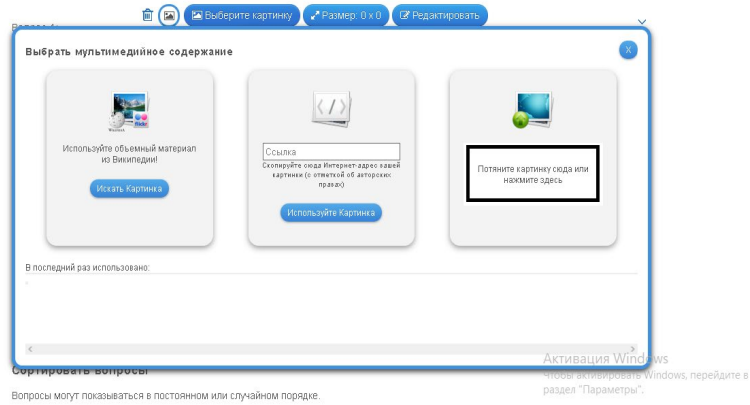 Выберите картинку
Размер: 0 x 0
Редактировать
Выбрать мультимедийное содержание
X
Используйте объемный материал
из Википедии!
Искать Картинка
Ссылка
Скопируйте сюда Интернет-адрес вашей
картинки (с отметкой об авторских
правах)
Используйте Картинка
Потяните картинку сюда или
нажмите здесь
В последний раз использовано:
Сортировать вопросы
Вопросы могут показываться в постоянном или случайном порядке.
Активация Windows
Чтобы активировать Windows, перейдите в
раздел "Параметры".